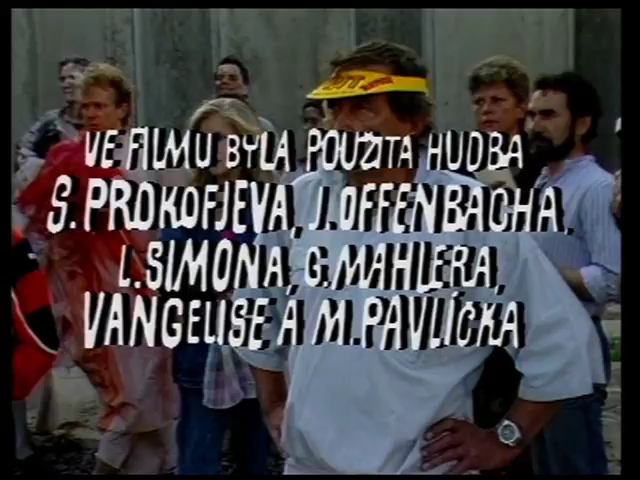 VE FILMU BYLA POUŽITA HUDBA
S. PROKOFJEVA, J. OFFENBACHA,
L. SIMONA, G. MAHLERA,
VANGELISE A M. PAVLÍČKA